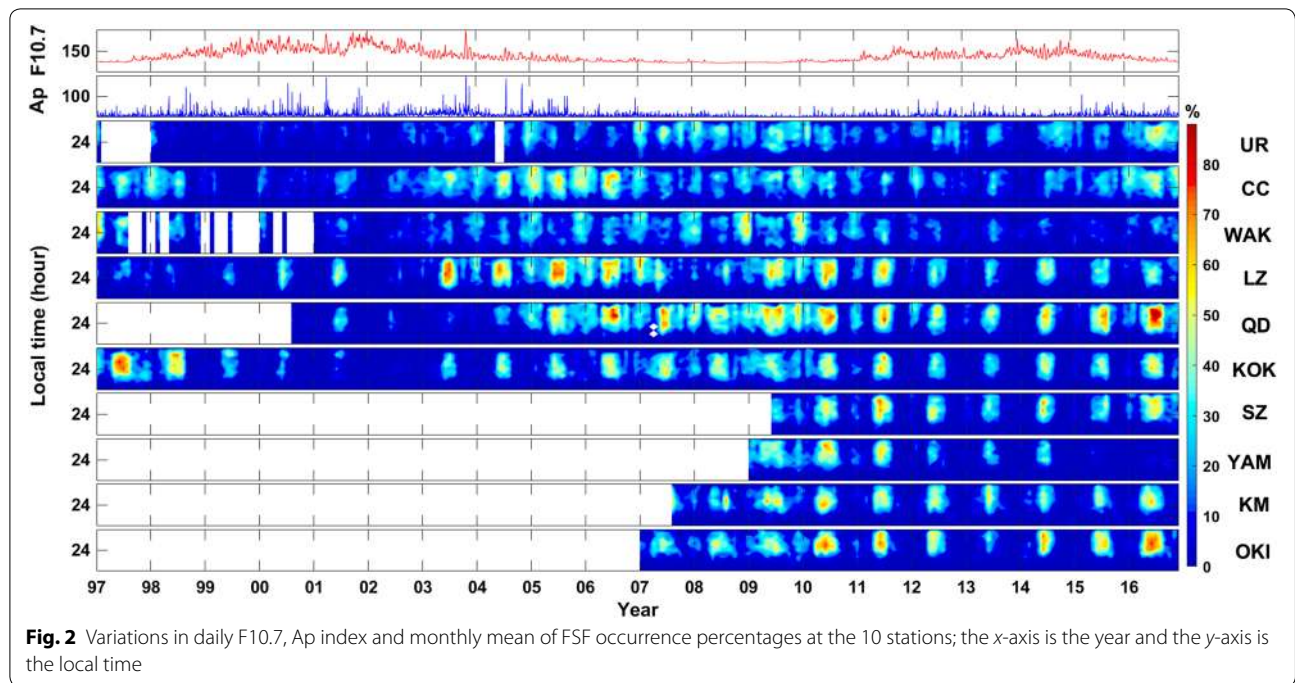 F10.7
150
Ap
100
%
24 UR
80
24 CC
70
24 WAK
60
24 LZ
50
24 QD
40
24 KOK
30
24 SZ
20
24 YAM
24 KM
10
24 OKI
0
Local time (hour)
97 98 99 00 01 02 03 04 05 06 07 08 09 10 11 12 13 14 15 16
Year
Fig. 2 Variations in daily F10.7, Ap index and monthly mean of FSF occurrence percentages at the 10 stations; the x-axis is the year and the y-axis is
the local time